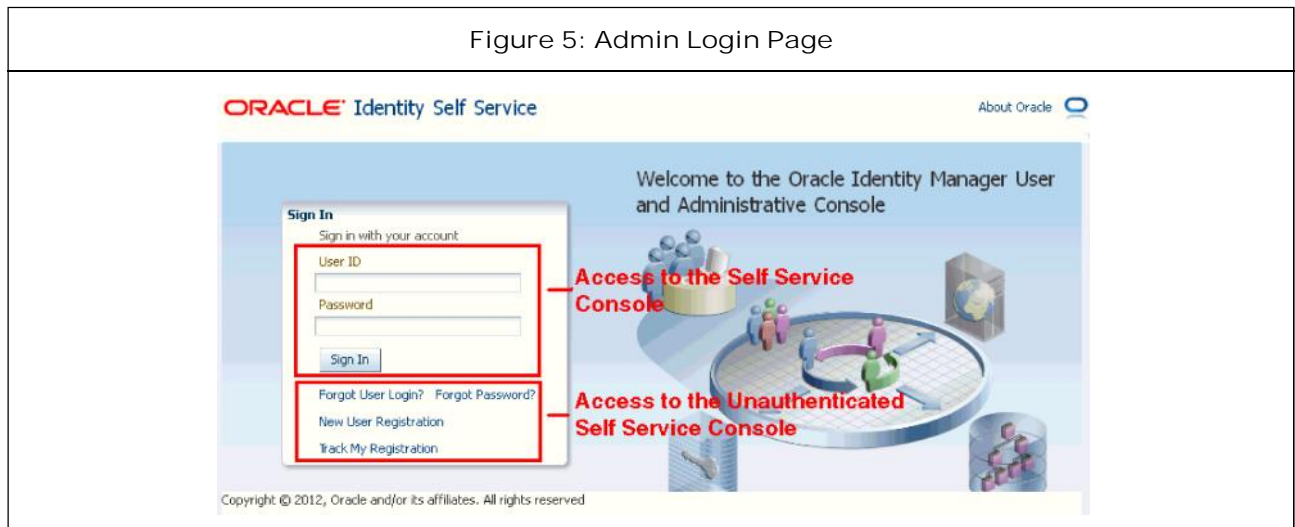 Figure 5: Admin Login Page
ORACLE Identity Self Service
About Oracle
Welcome to the Oracle Identity Manager User
and Administrative Console
Sign In
Sign in with your account
User ID
Password
Sign In
Access to the Self Service
Console
Forgot User Login? Forgot Password?
New User Registration
Track My Registration
Access to the Unauthenticated
Self Service Console
Copyright © 2012, Oracle and/or its affiliates. All rights reserved